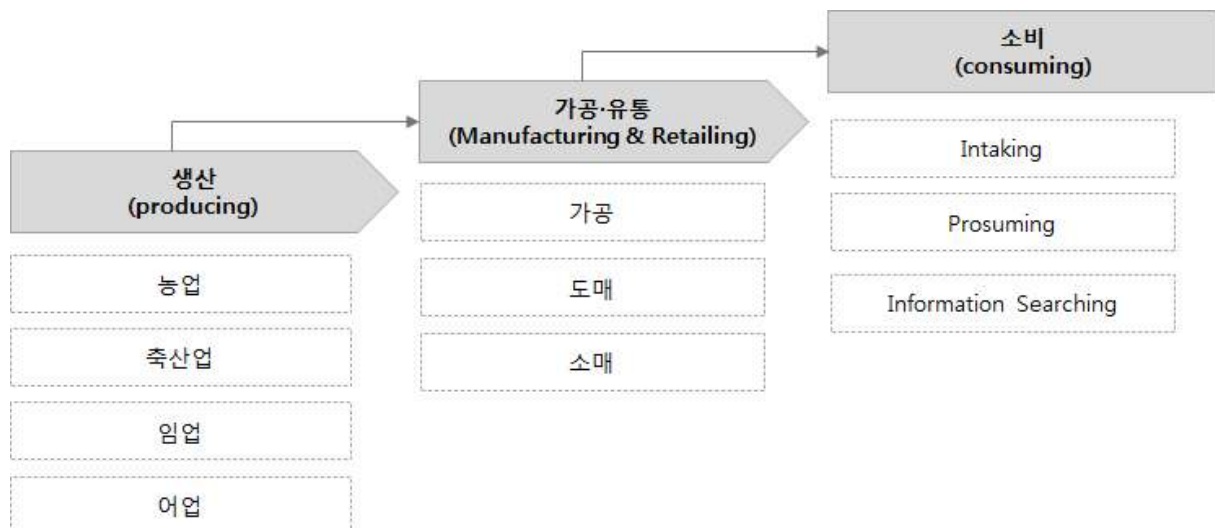 생산
(producing)
농업
축산업
임업
어업
가공·유통
(Manufacturing & Retailing)
가공
도매
소매
소비
(consuming)
Intaking
Prosuming
Information Searching